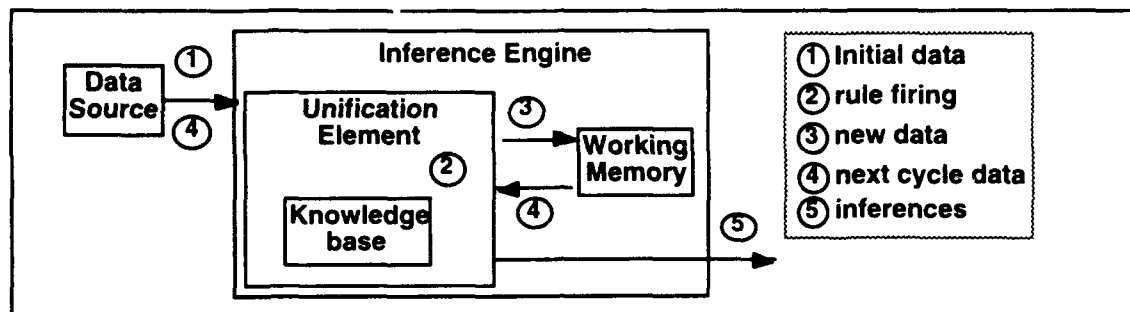 Inference Engine
① 
Data
Source
④
Unification
Element
②
Knowledge
base
③
Working
Memory
④
⑤
① Initial data
② rule firing
③ new data
④ next cycle data
⑤ inferences